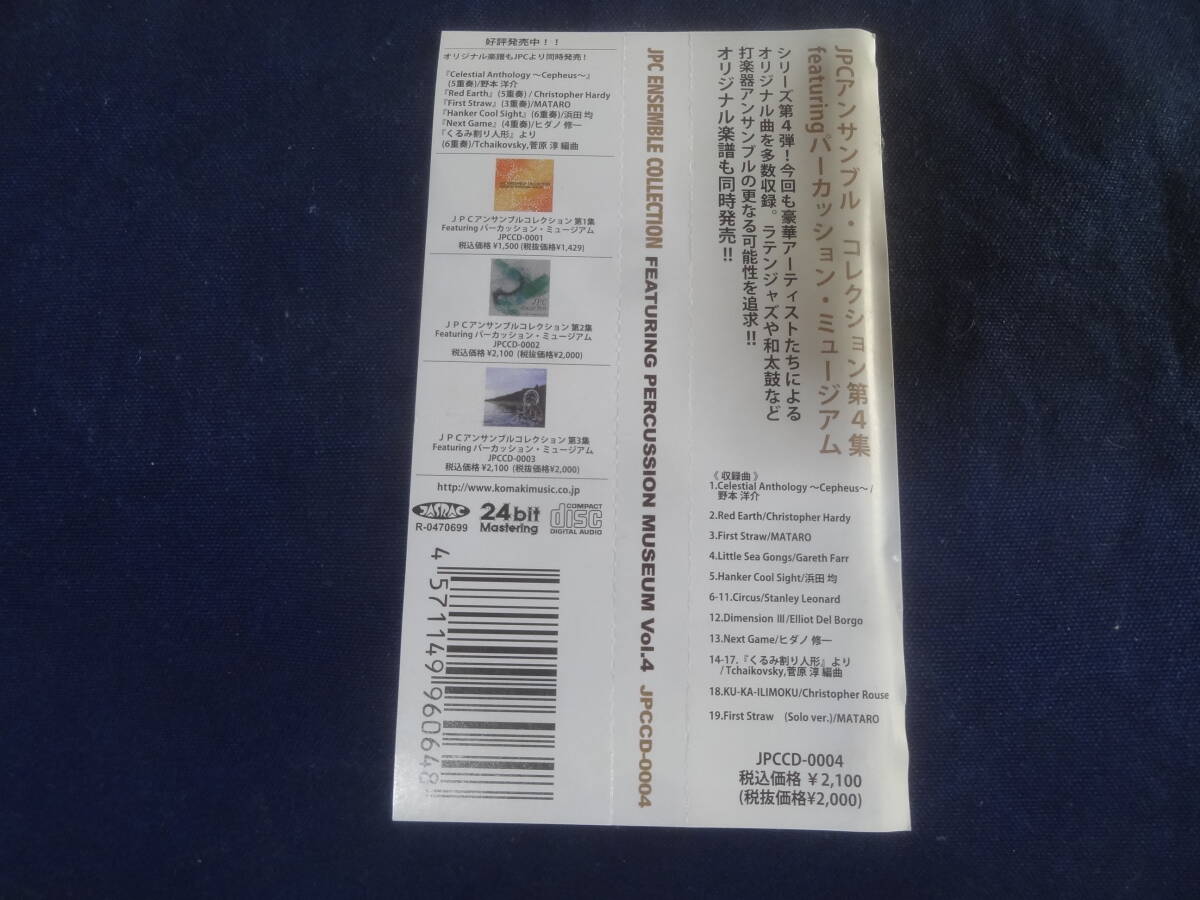 好評発売中！！
オリジナル楽譜もJPCより同時発売！
『Celestial Anthology ～Cepheus～』
(5重奏)/野本 洋介
『Red Earth』(5重奏) / Christopher Hardy
『First Straw』(3重奏)/MATARO
『Hanker Cool Sight』(6重奏)/浜田 均
『Next Game』(4重奏)/ヒダノ 修一
『くるみ割り人形』より
(6重奏)/Tchaikovsky,菅原 淳 編曲
ＪＰＣアンサンブルコレクション 第1集
Featuring パーカッション・ミュージアム
JPCCD-0001
税込価格 ¥1,500 (税抜価格¥1,429)
JPC
ＪＰＣアンサンブルコレクション 第2集
Featuring パーカッション・ミュージアム
JPCCD-0002
税込価格 ¥2,100 (税抜価格¥2,000)
ＪＰＣアンサンブルコレクション 第3集
Featuring パーカッション・ミュージアム
JPCCD-0003
税込価格 ¥2,100 (税抜価格¥2,000)
http://www.komakimusic.co.jp
JASRAC
R-0470699
24bit
Mastering
COMPACT
disc
DIGITAL AUDIO
4571149960648
JPC ENSEMBLE COLLECTION FEATURING PERCUSSION MUSEUM Vol.4 JPCCD-0004
JPCアンサンブル・コレクション第4集
featuringパーカッション・ミュージアム
シリーズ第4弾！今回も豪華アーティストたちによる
オリジナル曲を多数収録。ラテンジャズや和太鼓など
打楽器アンサンブルの更なる可能性を追求！！
オリジナル楽譜も同時発売！！
《 収録曲 》
1.Celestial Anthology ～Cepheus～ /
野本 洋介
2.Red Earth/Christopher Hardy
3.First Straw/MATARO
4.Little Sea Gongs/Gareth Farr
5.Hanker Cool Sight/浜田 均
6-11.Circus/Stanley Leonard
12.Dimension Ⅲ/Elliot Del Borgo
13.Next Game/ヒダノ 修一
14-17.『くるみ割り人形』より
/Tchaikovsky,菅原 淳 編曲
18.KU-KA-ILIMOKU/Christopher Rouse
19.First Straw (Solo ver.)/MATARO
JPCCD-0004
税込価格 ￥2,100
(税抜価格¥2,000)